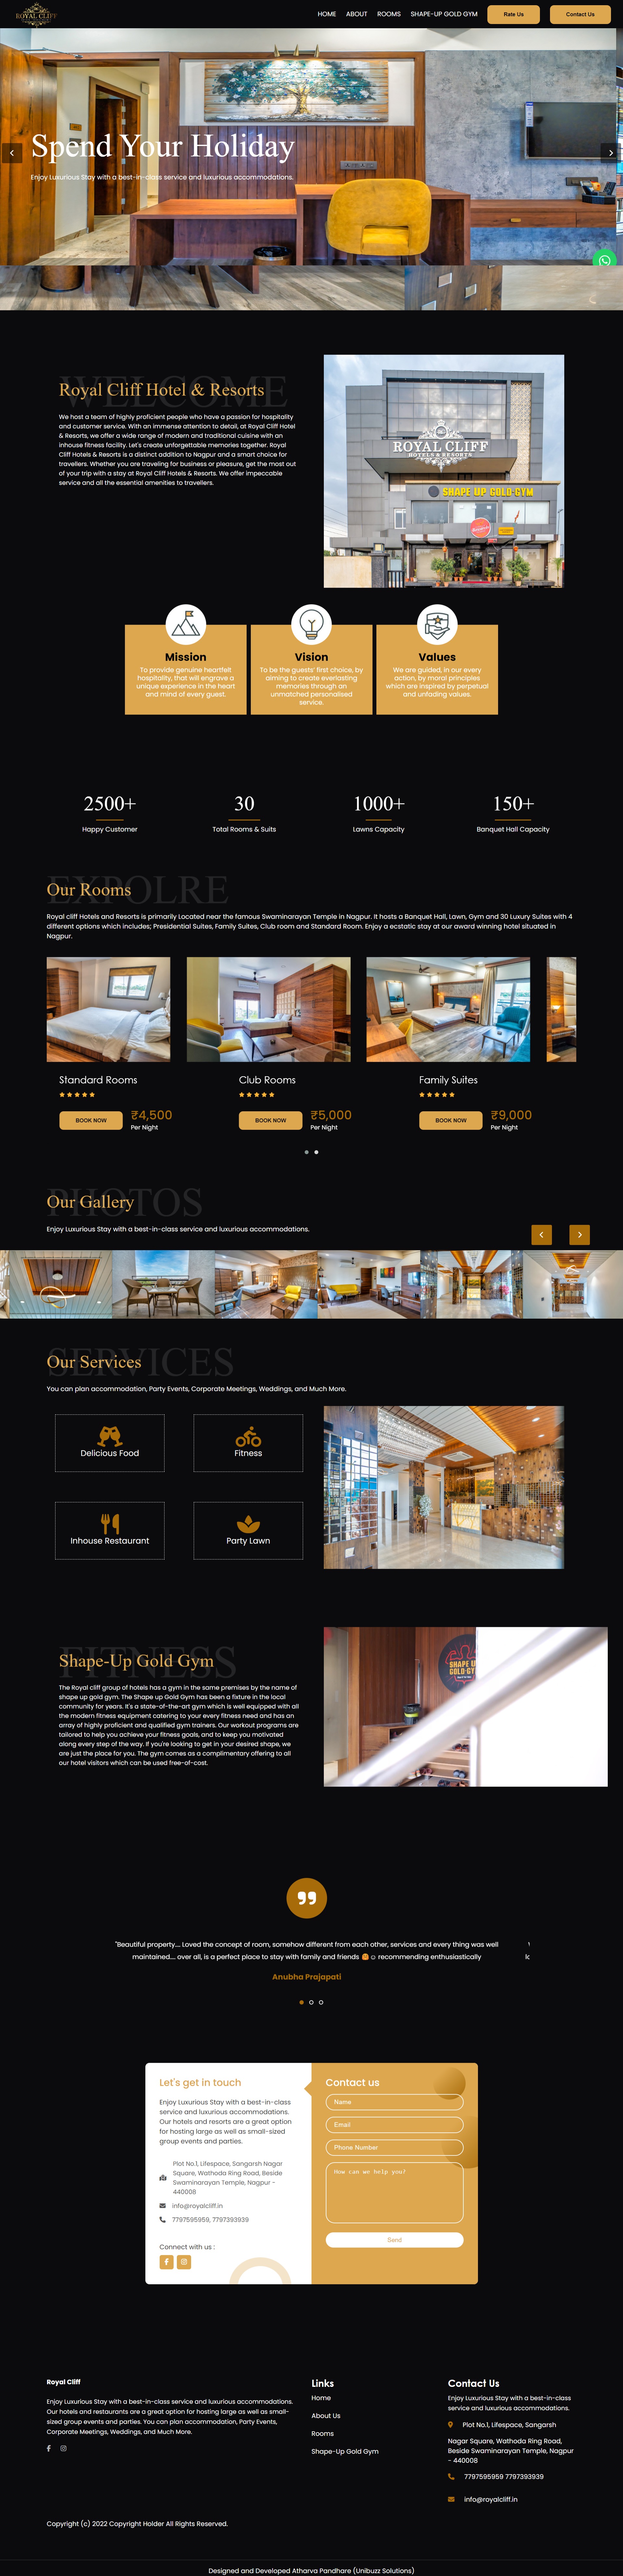 ROYAL CLIFF
HOME ABOUT ROOMS SHAPE-UP GOLD GYM Rate Us Contact Us
Spend Your Holiday
Enjoy Luxurious Stay with a best-in-class service and luxurious accommodations.
WELCOME
Royal Cliff Hotel & Resorts
We host a team of highly proficient people who have a passion for hospitality
and customer service. With an immense attention to detail, at Royal Cliff Hotel
& Resorts, we offer a wide range of modern and traditional cuisine with an
inhouse fitness facility. Let's create unforgettable memories together. Royal
Cliff Hotels & Resorts is a distinct addition to Nagpur and a smart choice for
travellers. Whether you are traveling for business or pleasure, get the most out
of your trip with a stay at Royal Cliff Hotels & Resorts. We offer impeccable
service and all the essential amenities to travellers.
ROYAL CLIFF
HOTELS & RESORTS
SHAPE UP GOLD GYM
Mission
To provide genuine heartfelt
hospitality, that will engrave a
unique experience in the heart
and mind of every guest.
Vision
To be the guests' first choice, by
aiming to create everlasting
memories through an
unmatched personalised
service.
Values
We are guided, in our every
action, by moral principles
which are inspired by perpetual
and unfading values.
2500+
Happy Customer
30
Total Rooms & Suits
1000+
Lawns Capacity
150+
Banquet Hall Capacity
EXPOLRE
Our Rooms
Royal cliff Hotels and Resorts is primarily Located near the famous Swaminarayan Temple in Nagpur. It hosts a Banquet Hall, Lawn, Gym and 30 Luxury Suites with 4
different options which includes; Presidential Suites, Family Suites, Club room and Standard Room. Enjoy a ecstatic stay at our award winning hotel situated in
Nagpur.
Standard Rooms
BOOK NOW
₹4,500
Per Night
Club Rooms
BOOK NOW
₹5,000
Per Night
Family Suites
BOOK NOW
₹9,000
Per Night
PHOTOS
Our Gallery
Enjoy Luxurious Stay with a best-in-class service and luxurious accommodations.
SERVICES
Our Services
You can plan accommodation, Party Events, Corporate Meetings, Weddings, and Much More.
Delicious Food
Fitness
Inhouse Restaurant
Party Lawn
FITNESS
Shape-Up Gold Gym
The Royal cliff group of hotels has a gym in the same premises by the name of
shape up gold gym. The Shape up Gold Gym has been a fixture in the local
community for years. It's a state-of-the-art gym which is well equipped with all
the modern fitness equipment catering to your every fitness need and has an
array of highly proficient and qualified gym trainers. Our workout programs are
tailored to help you achieve your fitness goals, and to keep you motivated
along every step of the way. If you're looking to get in your desired shape, we
are just the place for you. The gym comes as a complimentary offering to all
our hotel visitors which can be used free-of-cost.
SHAPE U
GOLD GY
"Beautiful property.... Loved the concept of room, somehow different from each other, services and every thing was well
maintained.... over all, is a perfect place to stay with family and friends 🤗☺ recommending enthusiastically
Anubha Prajapati
Let's get in touch
Enjoy Luxurious Stay with a best-in-class
service and luxurious accommodations.
Our hotels and resorts are a great option
for hosting large as well as small-sized
group events and parties.
Plot No.1, Lifespace, Sangarsh Nagar
Square, Wathoda Ring Road, Beside
Swaminarayan Temple, Nagpur -
440008
info@royalcliff.in
7797595959, 7797393939
Connect with us :
Contact us
Name
Email
Phone Number
How can we help you?
Send
Royal Cliff
Enjoy Luxurious Stay with a best-in-class service and luxurious accommodations.
Our hotels and restaurants are a great option for hosting large as well as small-
sized group events and parties. You can plan accommodation, Party Events,
Corporate Meetings, Weddings, and Much More.
Links
Home
About Us
Rooms
Shape-Up Gold Gym
Contact Us
Enjoy Luxurious Stay with a best-in-class
service and luxurious accommodations.
Plot No.1, Lifespace, Sangarsh
Nagar Square, Wathoda Ring Road,
Beside Swaminarayan Temple, Nagpur
- 440008
7797595959 7797393939
info@royalcliff.in
Copyright (c) 2022 Copyright Holder All Rights Reserved.
Designed and Developed Atharva Pandhare (Unibuzz Solutions)